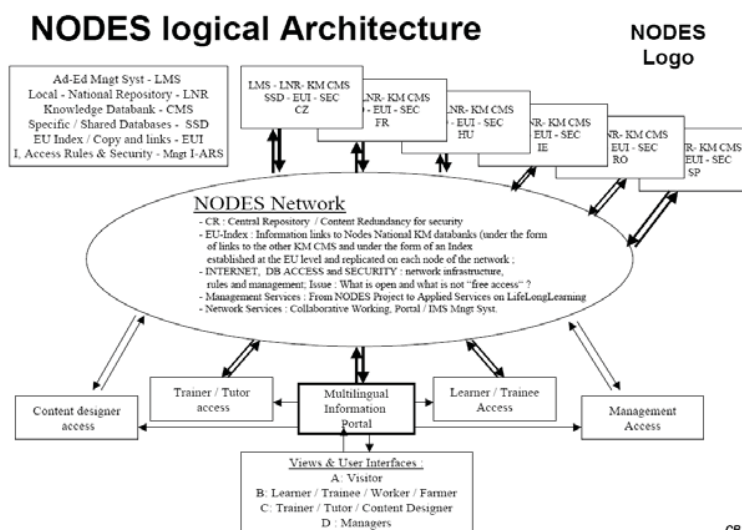 NODES logical Architecture
NODES
Logo
Ad-Ed Mngt Syst - LMS
Local - National Repository - LNR
Knowledge Databank - CMS
Specific / Shared Databases - SSD
EU Index / Copy and links - EUI
I, Access Rules & Security - Mngt I-ARS
LMS - LNR- KM CMS
SSD - EUI - SEC
CZ
LNR- KM CMS
- EUI - SEC
FR
LNR- KM CMS
- EUI - SEC
HU
LNR- KM CMS
EUI - SEC
IE
NR- KM CMS
EUI - SEC
RO
R- KM CMS
EUI - SEC
SP
NODES Network
- CR : Central Repository / Content Redundancy for security
- EU-Index : Information links to Nodes National KM databanks (under the form
of links to the other KM CMS and under the form of an Index
established at the EU level and replicated on each node of the network ;
- INTERNET, DB ACCESS and SECURITY : network infrastructure,
rules and management; Issue : What is open and what is not "free access" ?
- Management Services : From NODES Project to Applied Services on LifeLongLearning
- Network Services : Collaborative Working, Portal / IMS Mngt Syst.
Content designer
access
Trainer / Tutor
access
Multilingual
Information
Portal
Learner / Trainee
Access
Management
Access
Views & User Interfaces :
A: Visitor
B: Learner / Trainee / Worker / Farmer
C: Trainer / Tutor / Content Designer
D : Managers